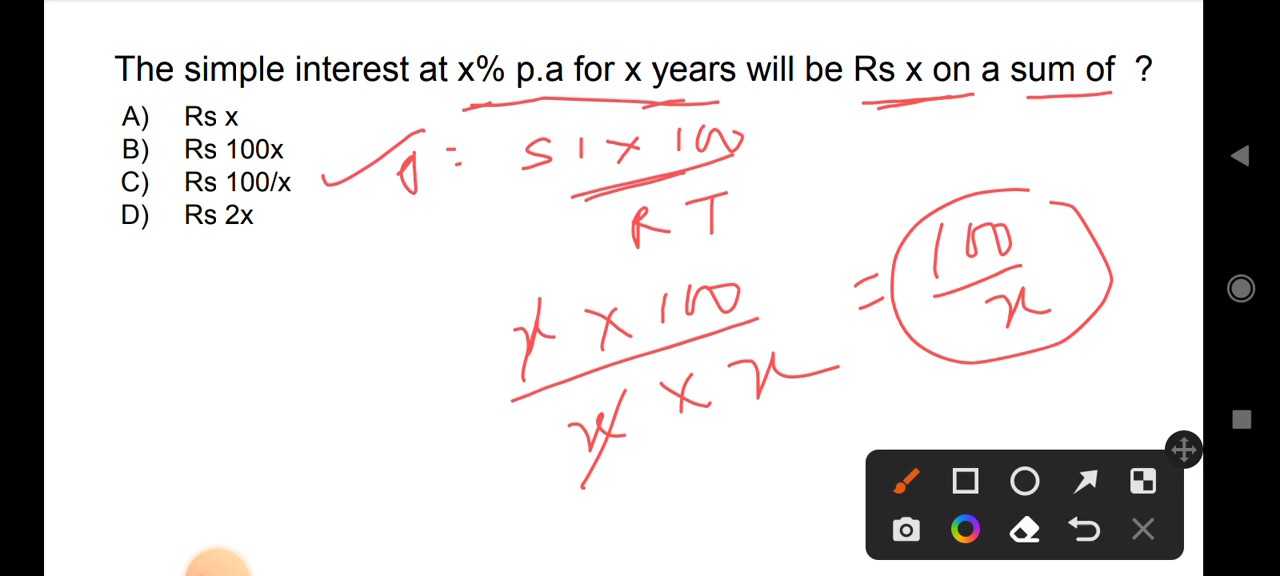 The simple interest at x% p.a for x years will be Rs x on a sum of ?
A) Rs x
B) Rs 100x
C) Rs 100/x
D) Rs 2x
= SI × 100
R T
x × 100
x × x
= 100
x